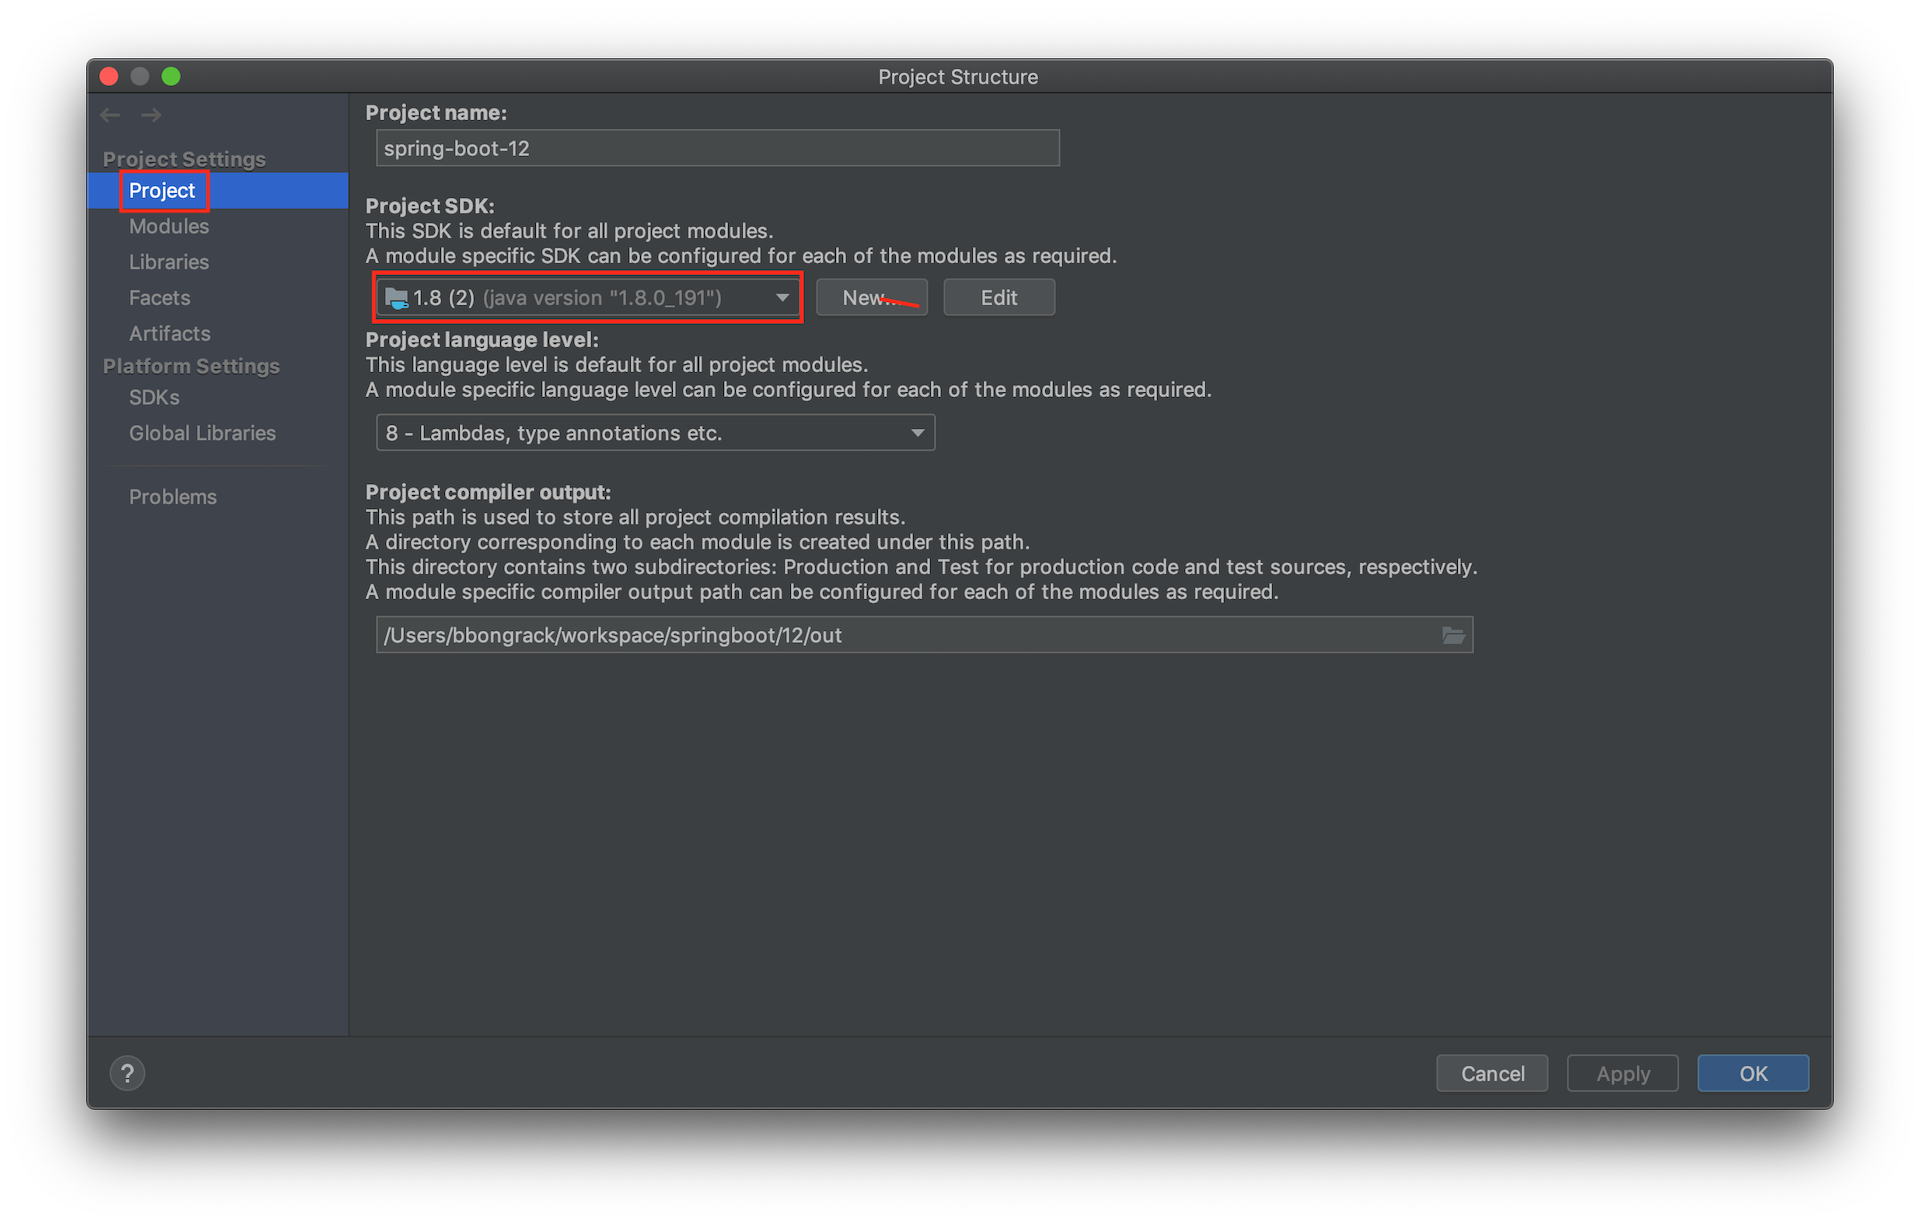 Project Structure
Project Settings
Project
Modules
Libraries
Facets
Artifacts
Platform Settings
SDKs
Global Libraries
Problems
Project name:
spring-boot-12
Project SDK:
This SDK is default for all project modules.
A module specific SDK can be configured for each of the modules as required.
1.8 (2) (java version "1.8.0_191")
New...
Edit
Project language level:
This language level is default for all project modules.
A module specific language level can be configured for each of the modules as required.
8 - Lambdas, type annotations etc.
Project compiler output:
This path is used to store all project compilation results.
A directory corresponding to each module is created under this path.
This directory contains two subdirectories: Production and Test for production code and test sources, respectively.
A module specific compiler output path can be configured for each of the modules as required.
/Users/bbongrack/workspace/springboot/12/out
?
Cancel
Apply
OK